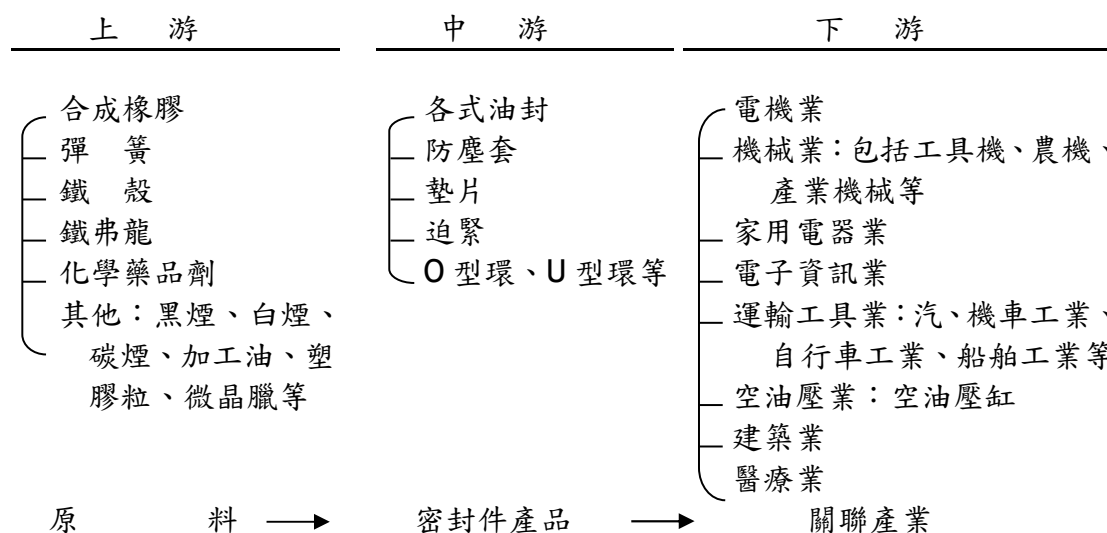 上 游
中 游
下 游
合成橡膠
彈 簧
鐵 殼
鐵弗龍
化學藥品劑
其他：黑煙、白煙、
碳煙、加工油、塑
膠粒、微晶臘等
各式油封
防塵套
墊片
迫緊
O 型環、U 型環等
電機業
機械業：包括工具機、農機、
產業機械等
家用電器業
電子資訊業
運輸工具業：汽、機車工業、
自行車工業、船舶工業等
空油壓業：空油壓缸
建築業
醫療業
原 料
密封件產品
關聯產業